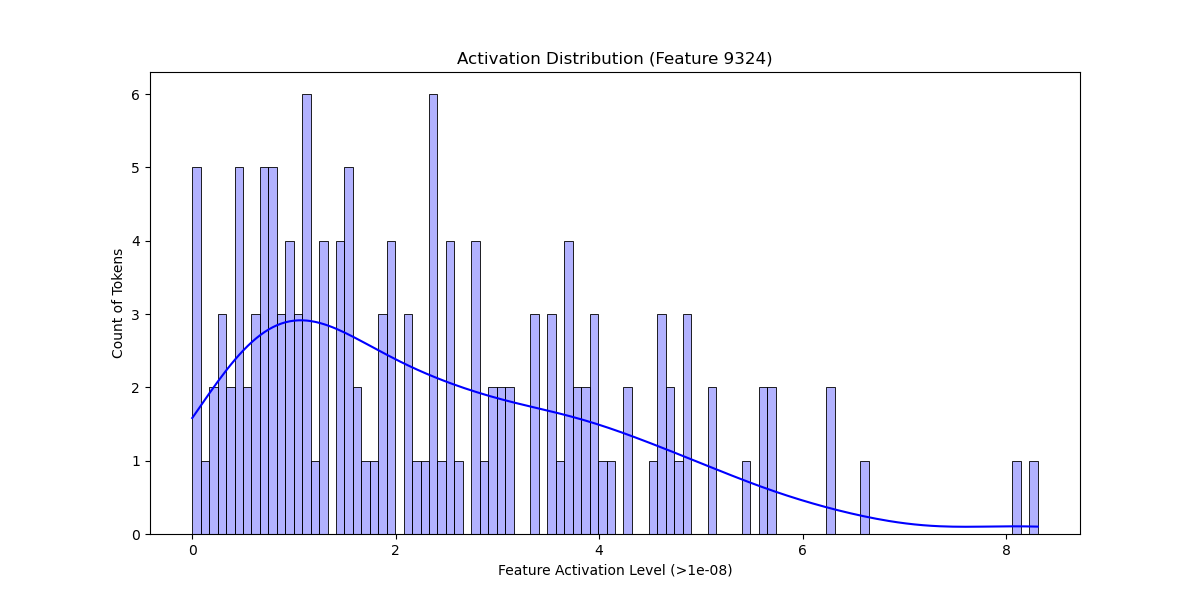 Activation Distribution (Feature 9324)
6
5
4
3
2
1
0
Count of Tokens
0 2 4 6 8
Feature Activation Level (>1e-08)